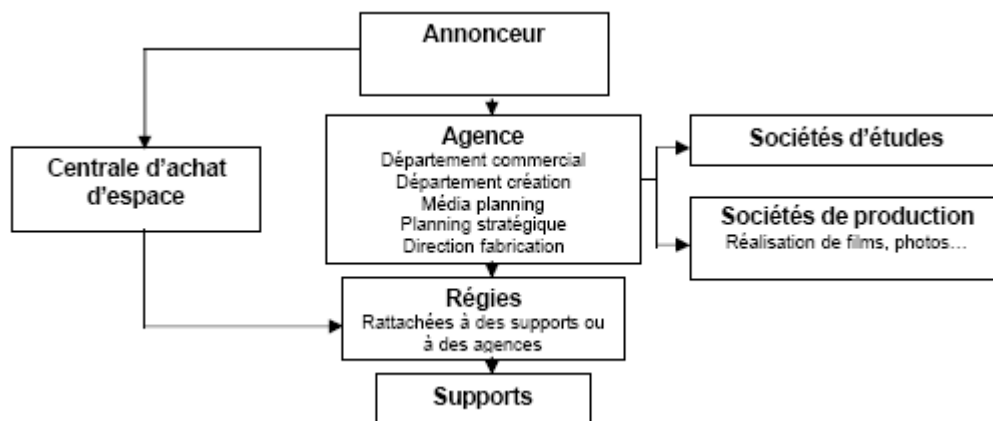 Annonceur
Agence
Département commercial
Département création
Média planning
Planning stratégique
Direction fabrication
Centrale d'achat
d'espace
Sociétés d'études
Sociétés de production
Réalisation de films, photos...
Régies
Rattachées à des supports ou
à des agences
Supports